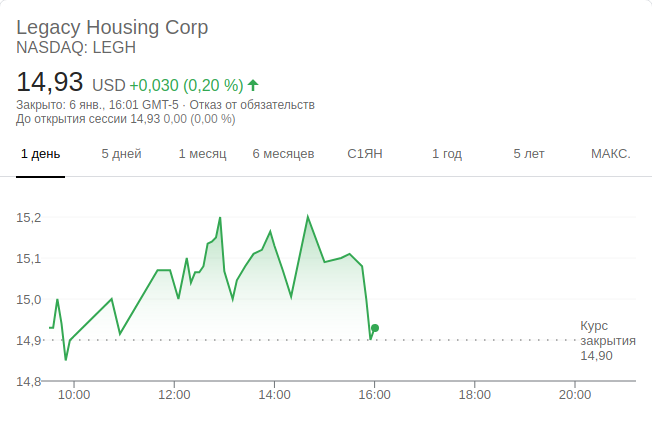 Legacy Housing Corp
NASDAQ: LEGH
14,93 USD +0,030 (0,20 %)
Закрыто: 6 янв., 16:01 GMT-5 · Отказ от обязательств
До открытия сессии 14,93 0,00 (0,00 %)
1 день 5 дней 1 месяц 6 месяцев С1ЯН 1 год 5 лет МАКС.
15,2
15,1
15,0
14,9
Курс
закрытия
14,90
14,8
10:00 12:00 14:00 16:00 18:00 20:00